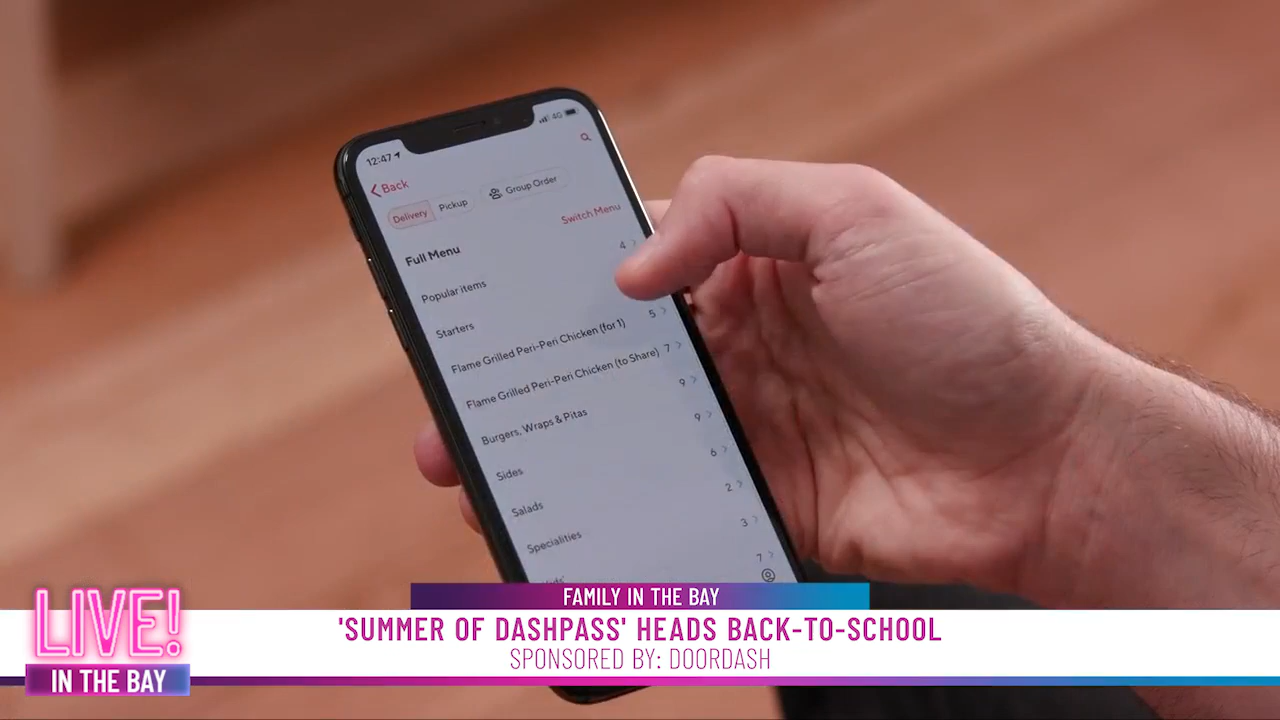 12:47 4G
Back
Delivery Pickup Group Order
Switch Menu
Full Menu
Popular items 4
Starters
Flame Grilled Peri-Peri Chicken (for 1) 5
Flame Grilled Peri-Peri Chicken (to Share) 7
Burgers, Wraps & Pitas 9
Sides 9
Salads 6
Specialities 2
3
7
LIVE!
IN THE BAY
FAMILY IN THE BAY
'SUMMER OF DASHPASS' HEADS BACK-TO-SCHOOL
SPONSORED BY: DOORDASH